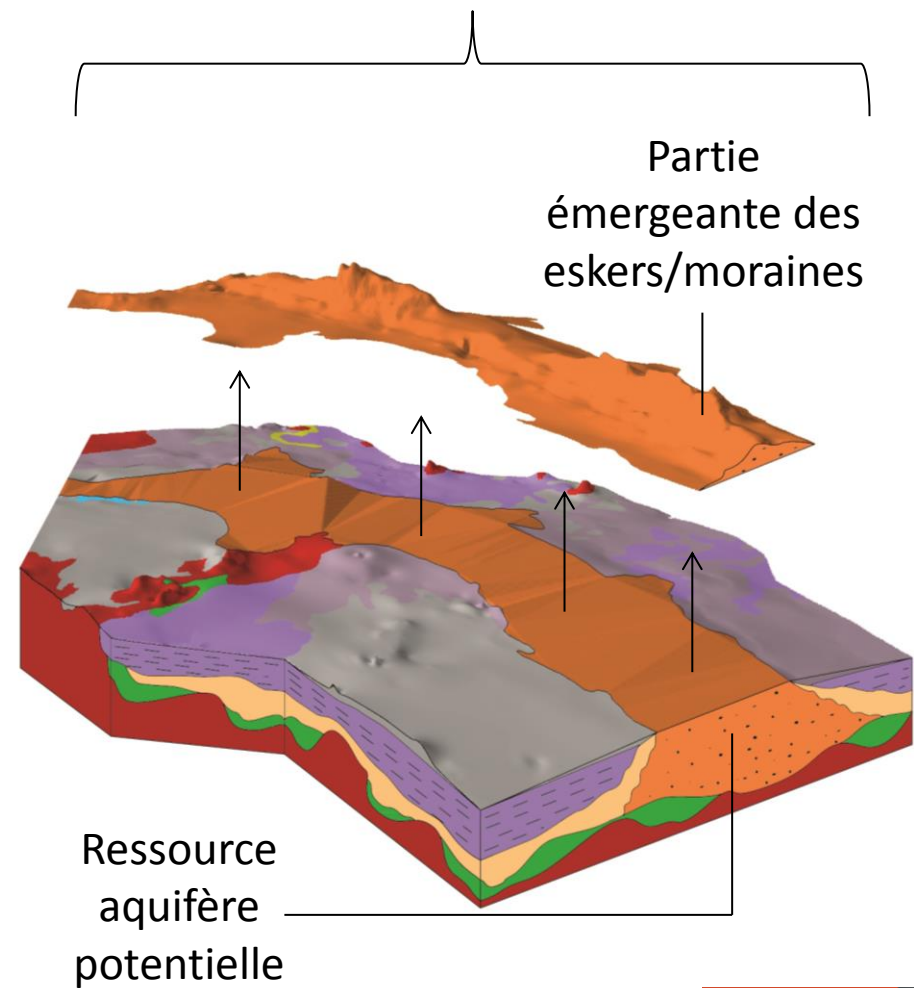 Partie
émergeante des
eskers/moraines
Ressource
aquifère
potentielle